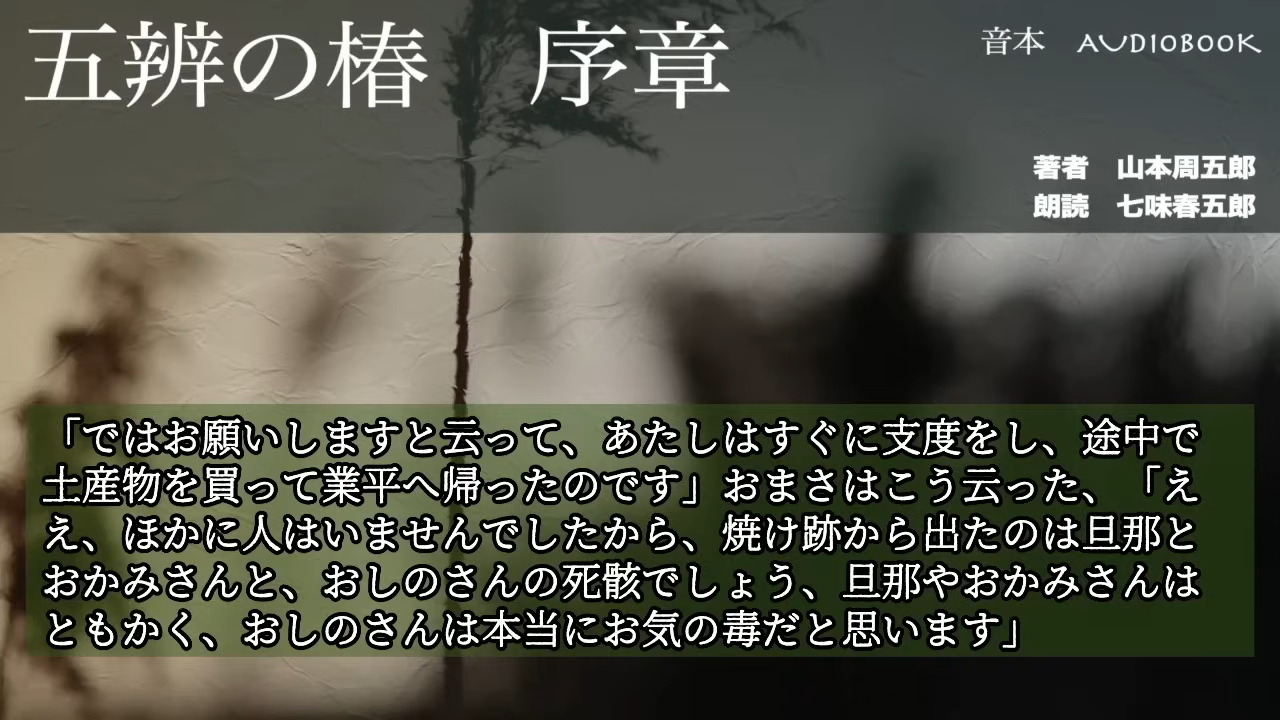 五辨の椿　序章
音本　AUDIOBOOK
著者　山本周五郎
朗読　七味春五郎
「ではお願いしますと云って、あたしはすぐに支度をし、途中で
土産物を買って業平へ帰ったのです」おまさはこう云った、「え
え、ほかに人はいませんでしたから、焼け跡から出たのは旦那と
おかみさんと、おしのさんの死骸でしょう、旦那やおかみさんは
ともかく、おしのさんは本当にお気の毒だと思います」